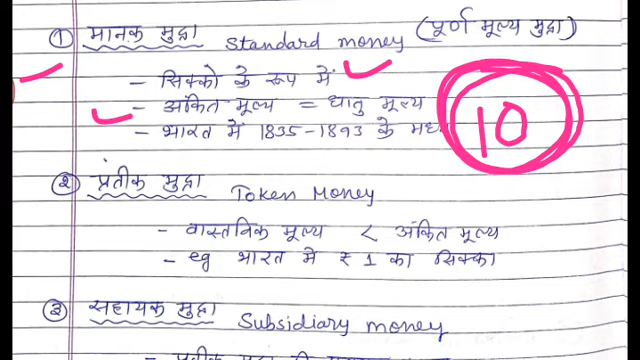 ① मानक मुद्रा Standard money (पूर्ण मूल्य मुद्रा)
- सिक्को के रूप में
- अंकित मूल्य = धातु मूल्य
- भारत में 1835-1893 के मध्य
10
② प्रतीक मुद्रा Token Money
- वास्तविक मूल्य < अंकित मूल्य
- eg भारत मे ₹1 का सिक्का
③ सहायक मुद्रा Subsidiary money